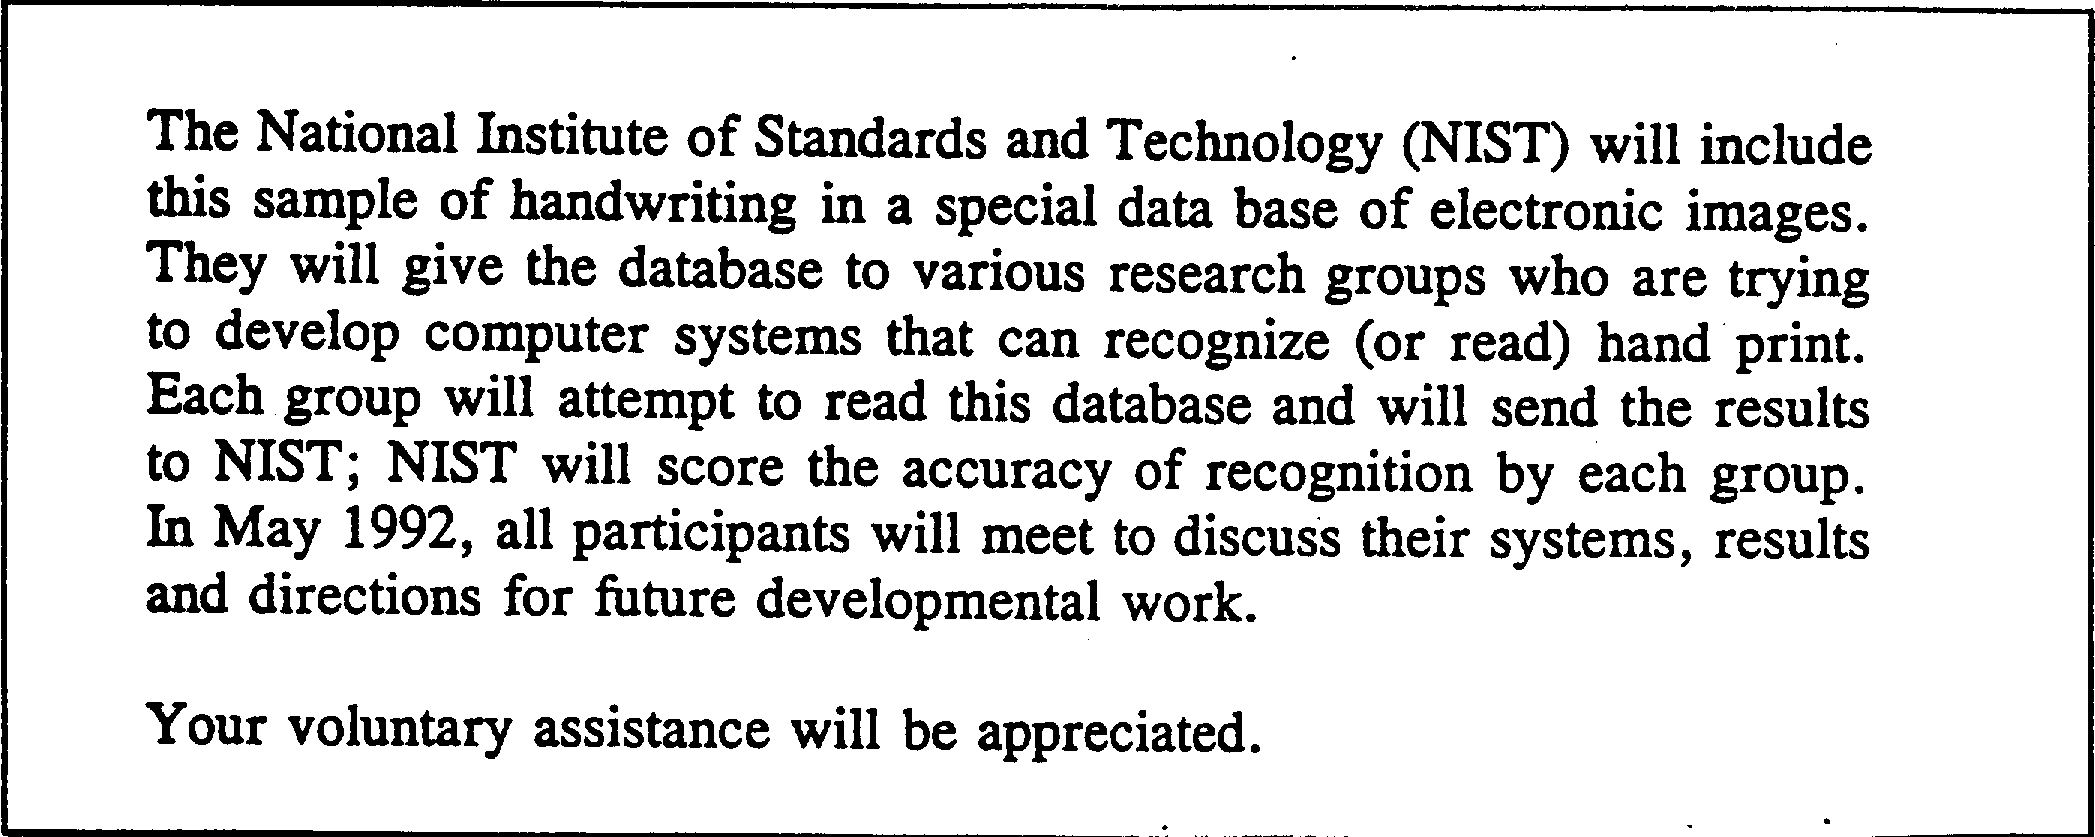 The National Institute of Standards and Technology (NIST) will include
this sample of handwriting in a special data base of electronic images.
They will give the database to various research groups who are trying
to develop computer systems that can recognize (or read) hand print.
Each group will attempt to read this database and will send the results
to NIST; NIST will score the accuracy of recognition by each group.
In May 1992, all participants will meet to discuss their systems, results
and directions for future developmental work.
Your voluntary assistance will be appreciated.